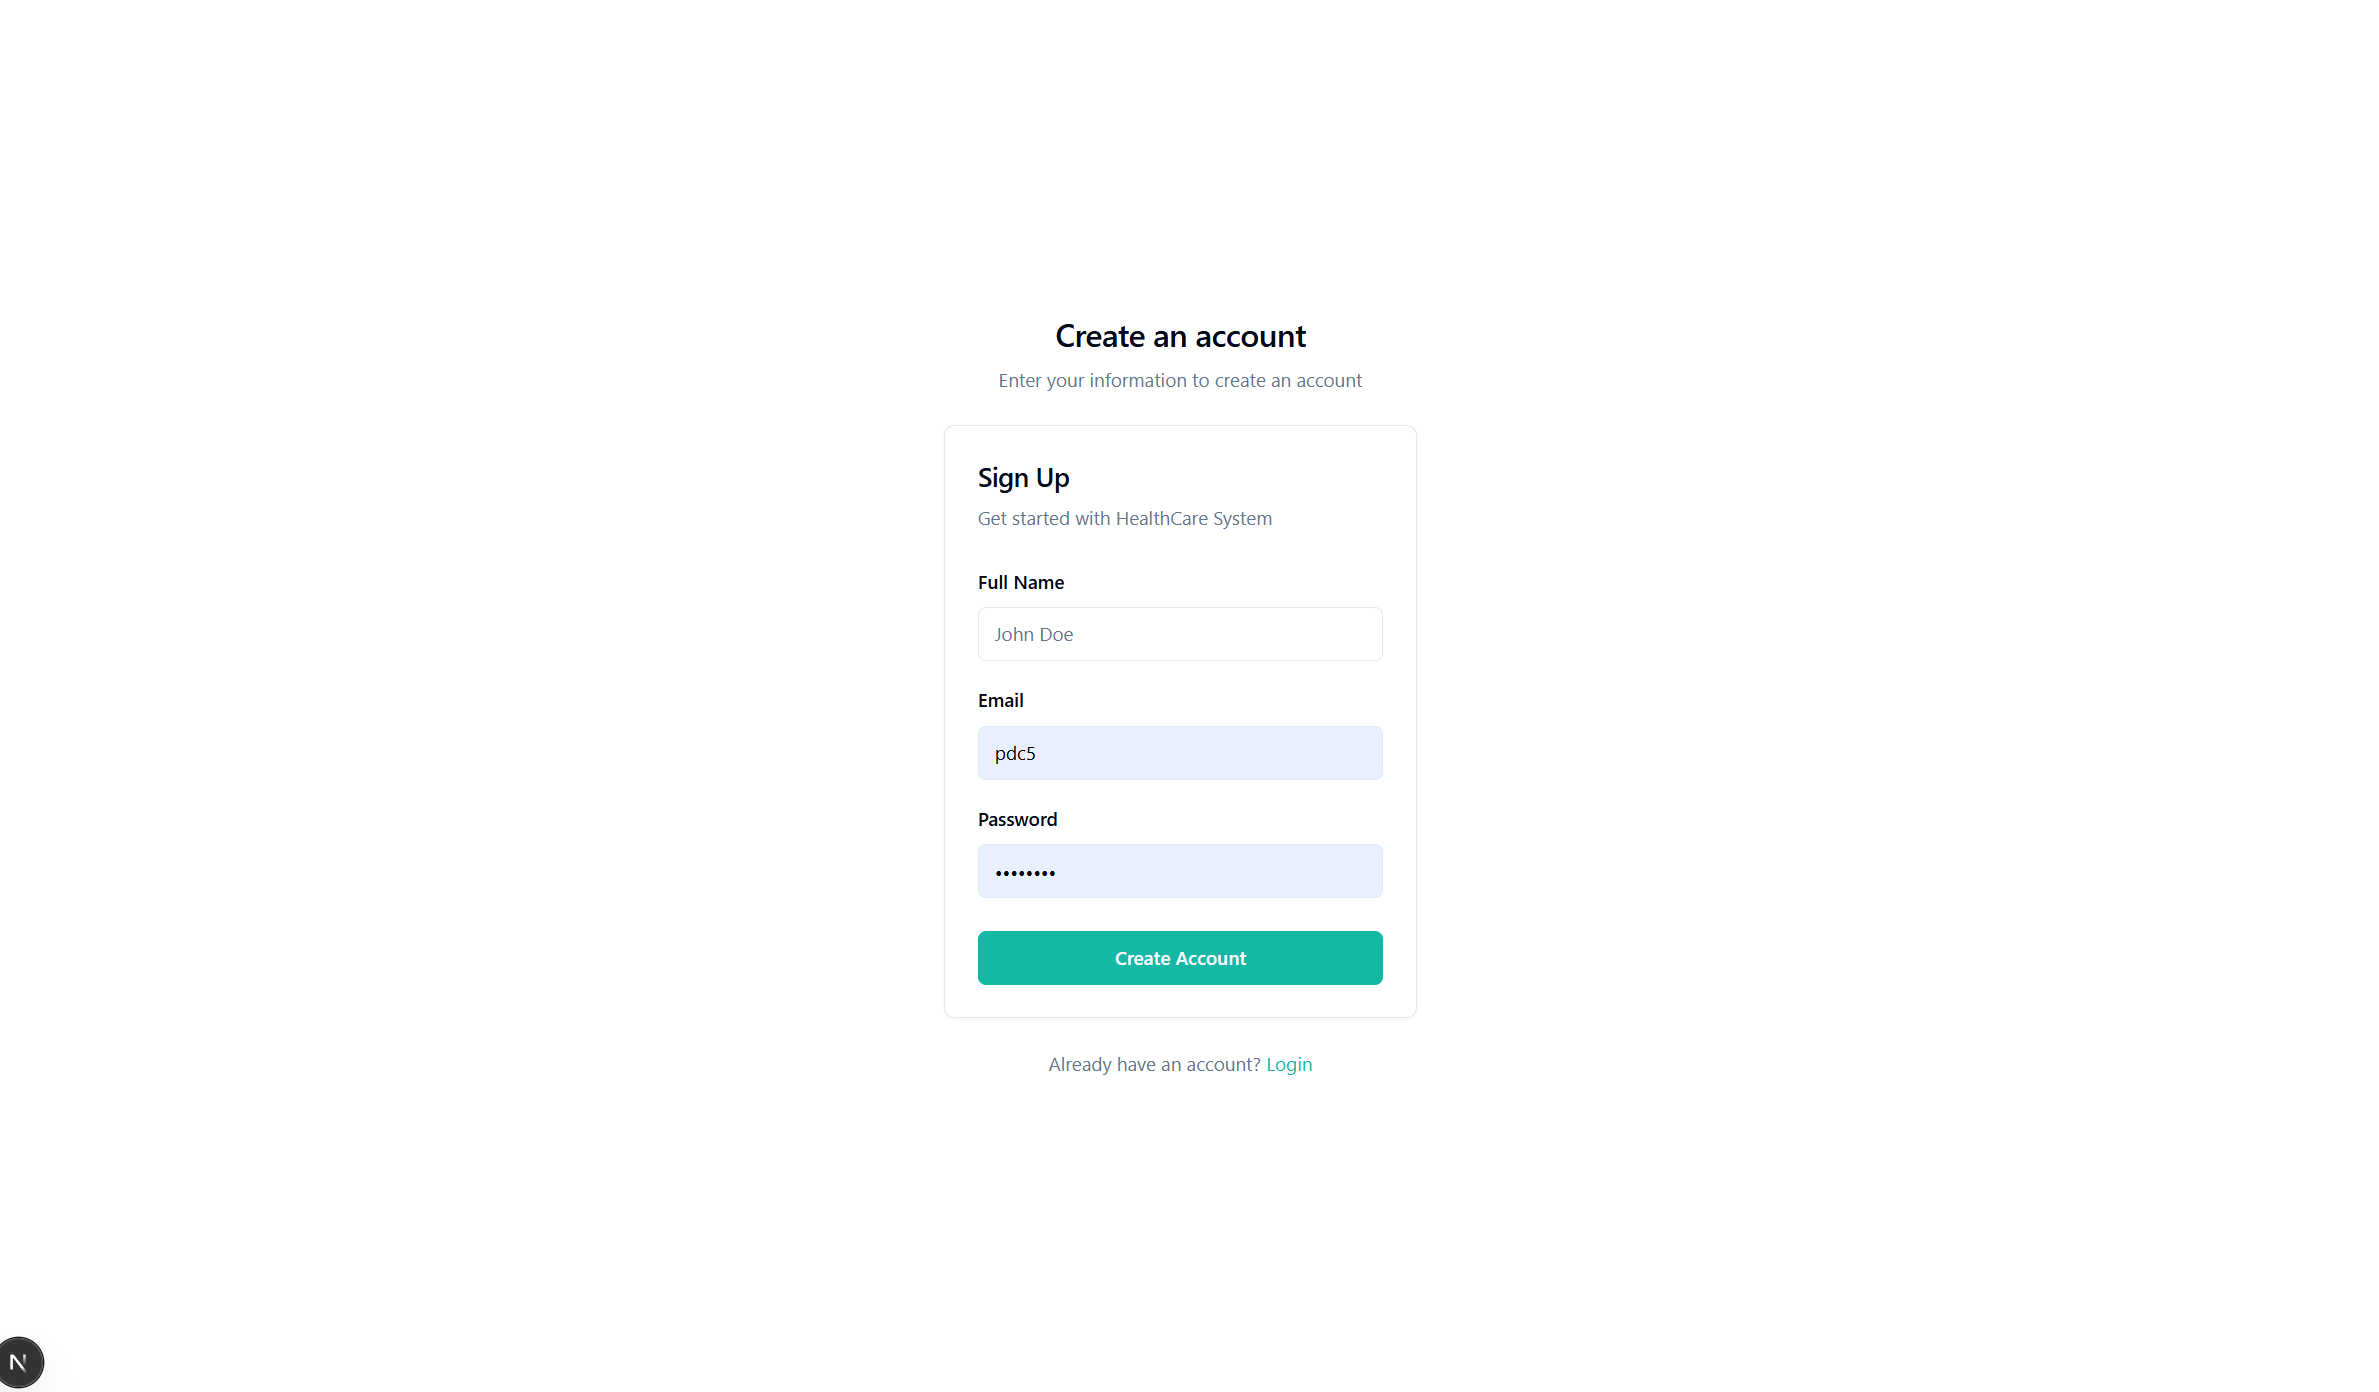 Create an account
Enter your information to create an account
Sign Up
Get started with HealthCare System
Full Name
John Doe
Email
pdc5
Password
••••••••
Create Account
Already have an account? Login
N